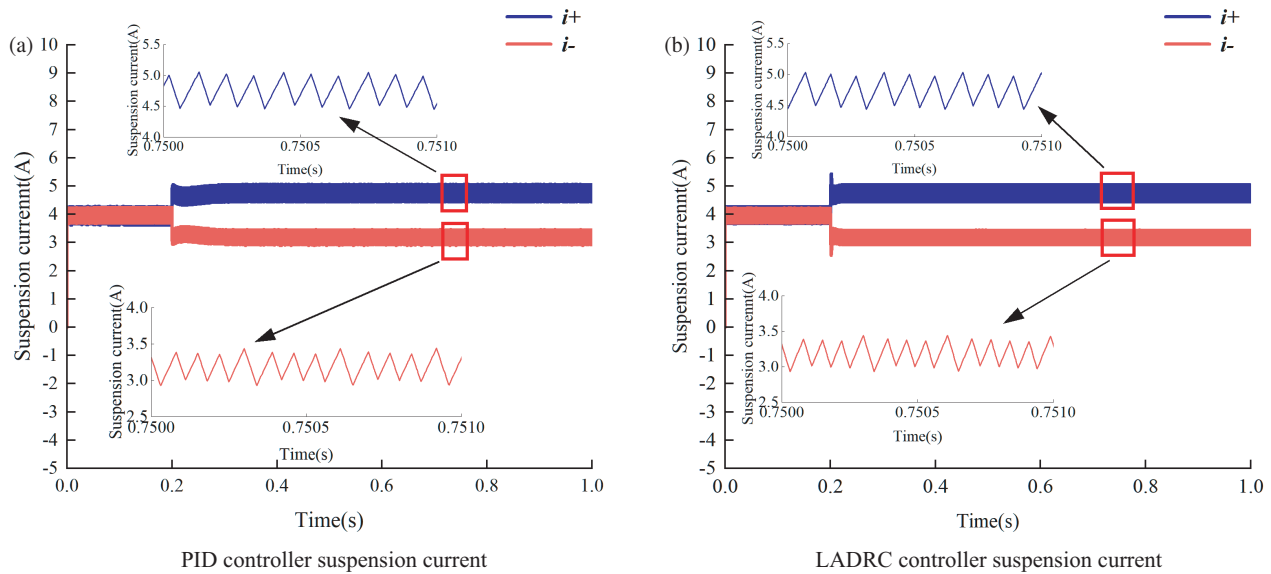 (a)
i+
i-
10
9
8
7
6
5
4
3
2
1
0
-1
-2
-3
-4
-5
Suspension currennt(A)
0.0 0.2 0.4 0.6 0.8 1.0
Time(s)
5.5
5.0
4.5
4.0
Suspension currennt(A)
0.7500 0.7505 0.7510
Time(s)
4.0
3.5
3.0
2.5
Suspension current(A)
0.7500 0.7505 0.7510
Time(s)
PID controller suspension current
(b)
i+
i-
10
9
8
7
6
5
4
3
2
1
0
-1
-2
-3
-4
-5
Suspension currennt(A)
0.0 0.2 0.4 0.6 0.8 1.0
Time(s)
5.5
5.0
4.5
4.0
Suspension currennt(A)
0.7500 0.7505 0.7510
Time(s)
4.0
3.5
3.0
2.5
Suspension currennt(A)
0.7500 0.7505 0.7510
Time(s)
LADRC controller suspension current